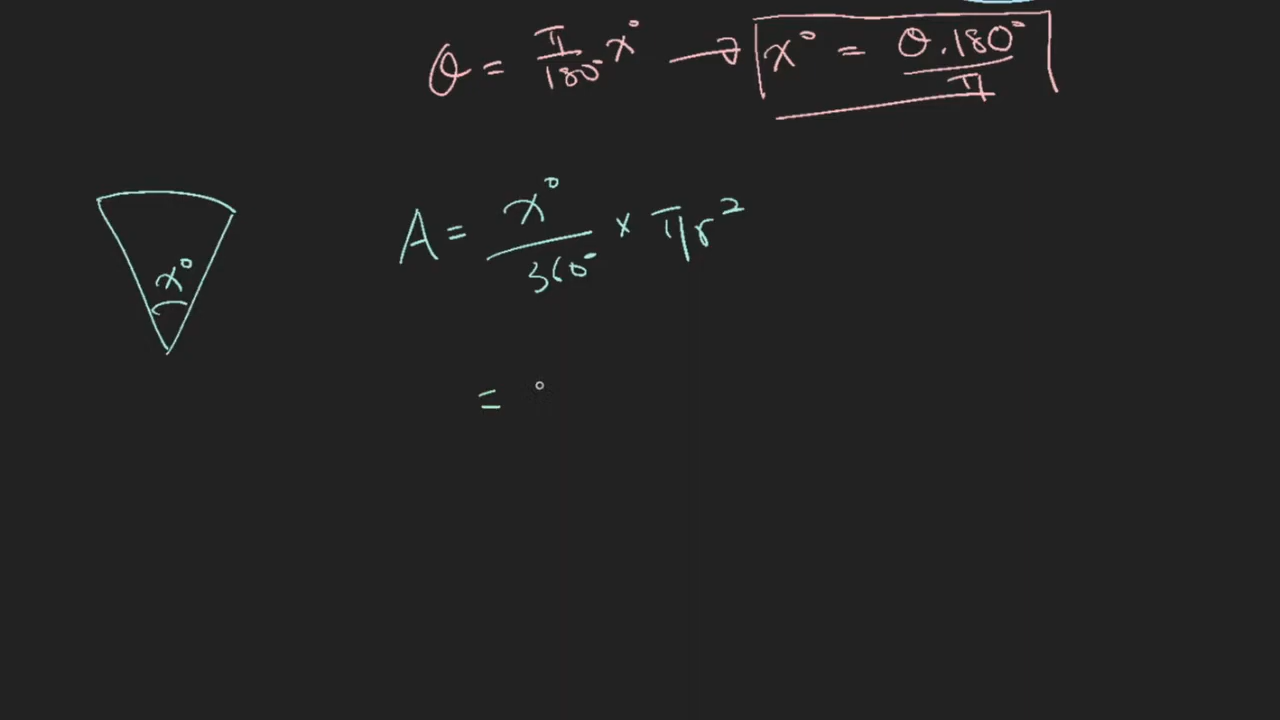 θ = π/180° x° → x° = θ.180°/π
A = x°/360° × πr²
x°
=